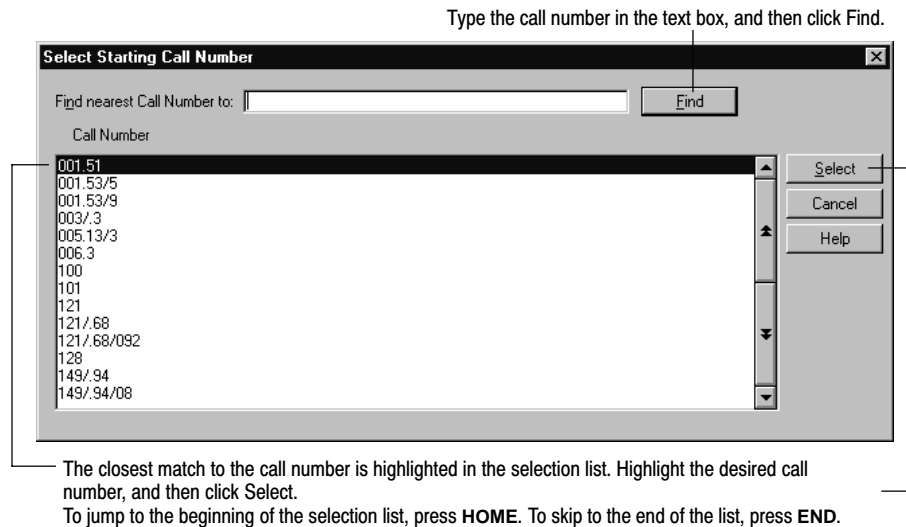 Type the call number in the text box, and then click Find.
Select Starting Call Number
Find nearest Call Number to:
Find
Call Number
001.51
001.53/5
001.53/9
003/.3
005.13/3
006.3
100
101
121
121/.68
121/.68/092
128
149/.94
149/.94/08
Select
Cancel
Help
The closest match to the call number is highlighted in the selection list. Highlight the desired call
number, and then click Select.
To jump to the beginning of the selection list, press HOME. To skip to the end of the list, press END.